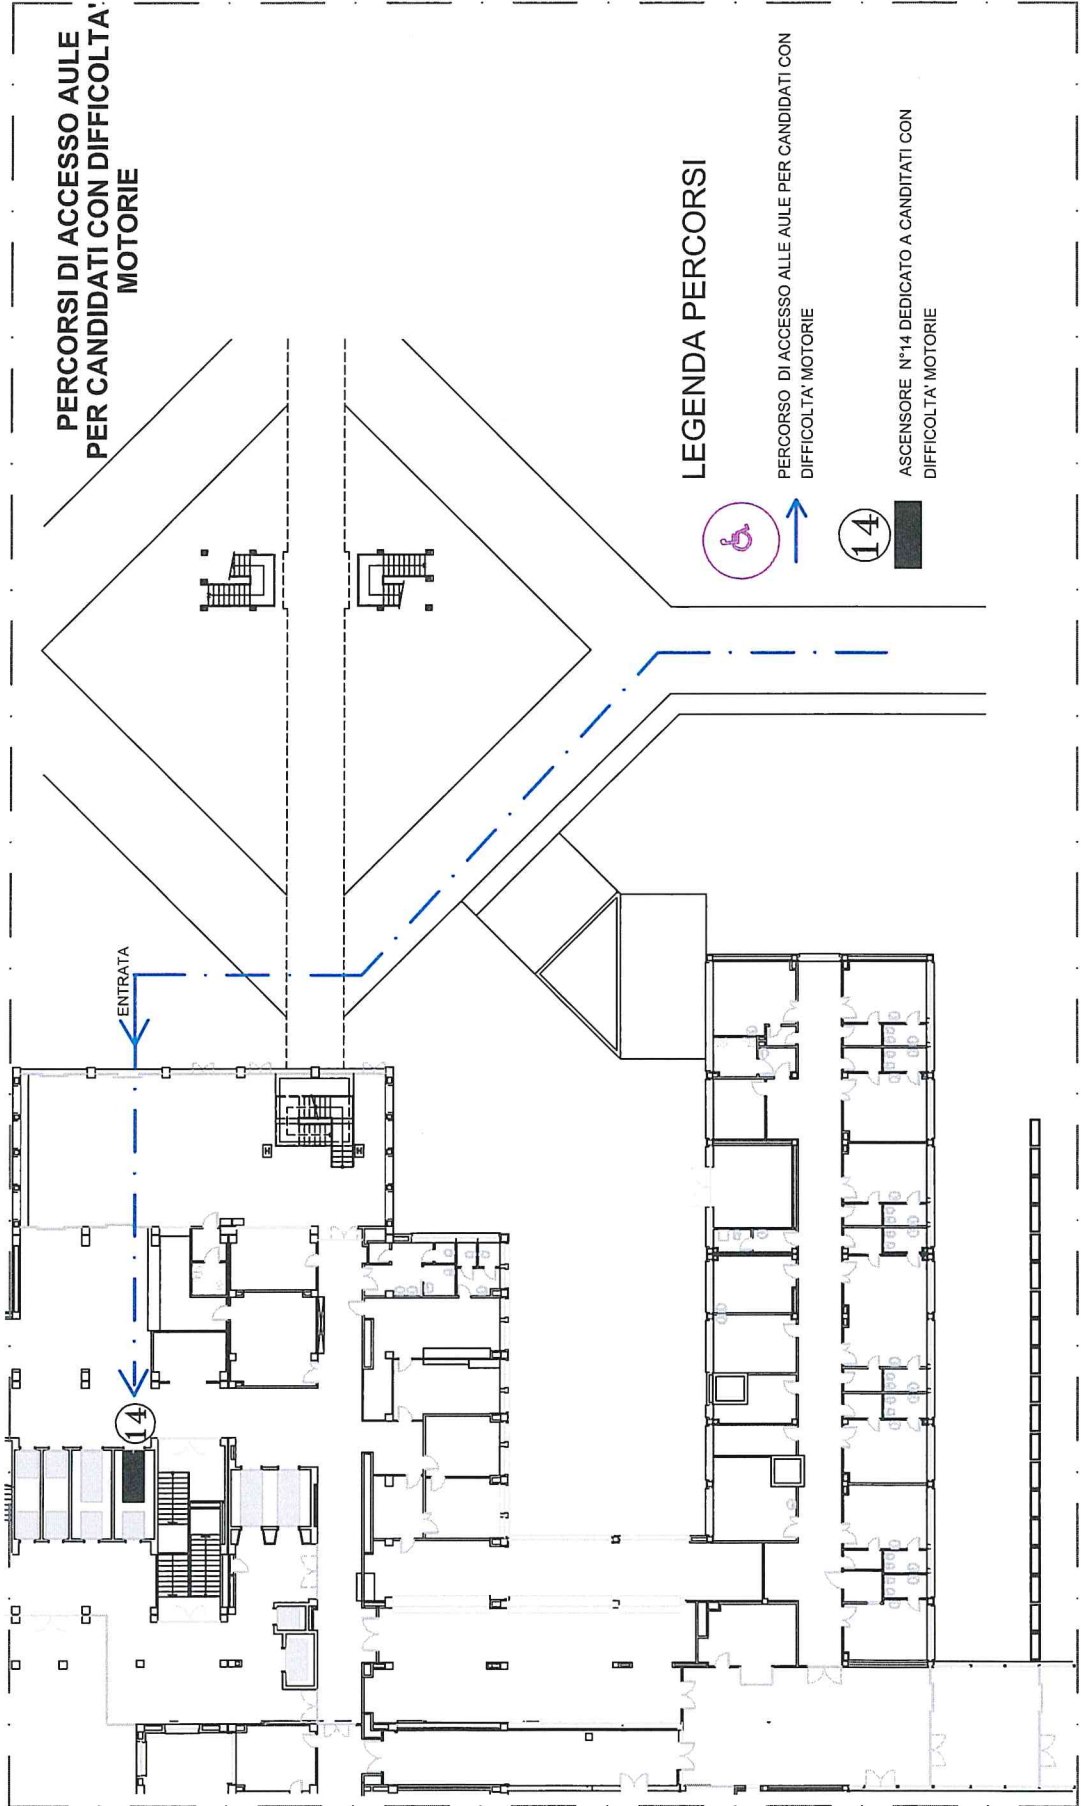 PERCORSI DI ACCESSO AULE
PER CANDIDATI CON DIFFICOLTA'
MOTORIE
ENTRATA
14
H
H
LEGENDA PERCORSI
PERCORSO DI ACCESSO ALLE AULE PER CANDIDATI CON
DIFFICOLTA' MOTORIE
14
ASCENSORE N°14 DEDICATO A CANDITATI CON
DIFFICOLTA' MOTORIE